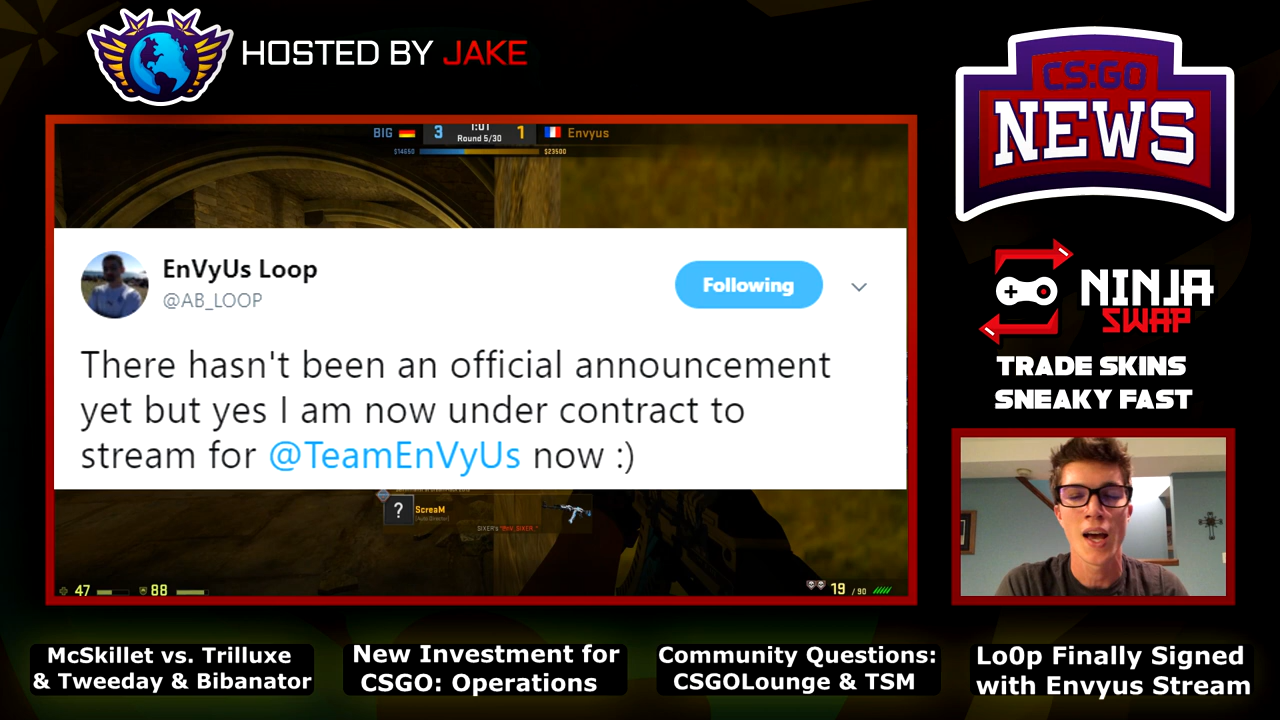 HOSTED BY JAKE
CS:GO
NEWS
BIG 3 1:01 1 Envyus
Round 5/30
$14650 $23500
EnVyUs Loop
@AB_LOOP
Following
There hasn't been an official announcement
yet but yes I am now under contract to
stream for @TeamEnVyUs now :)
NINJA
SWAP
TRADE SKINS
SNEAKY FAST
? ScreaM
47 88 19 / 90
McSkillet vs. Trilluxe
& Tweeday & Bibanator
New Investment for
CSGO: Operations
Community Questions:
CSGOLounge & TSM
Lo0p Finally Signed
with Envyus Stream